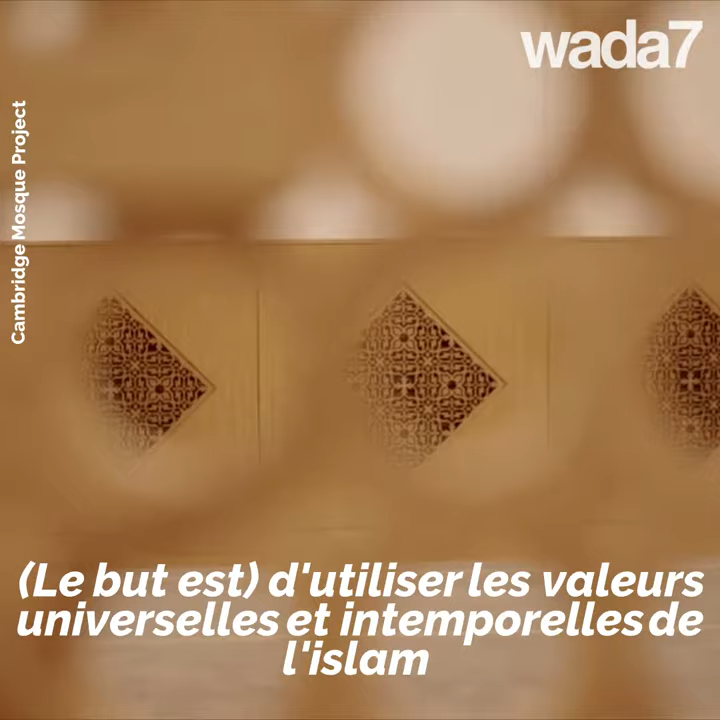 wada7
Cambridge Mosque Project
(Le but est) d'utiliser les valeurs
universelles et intemporelles de
l'islam